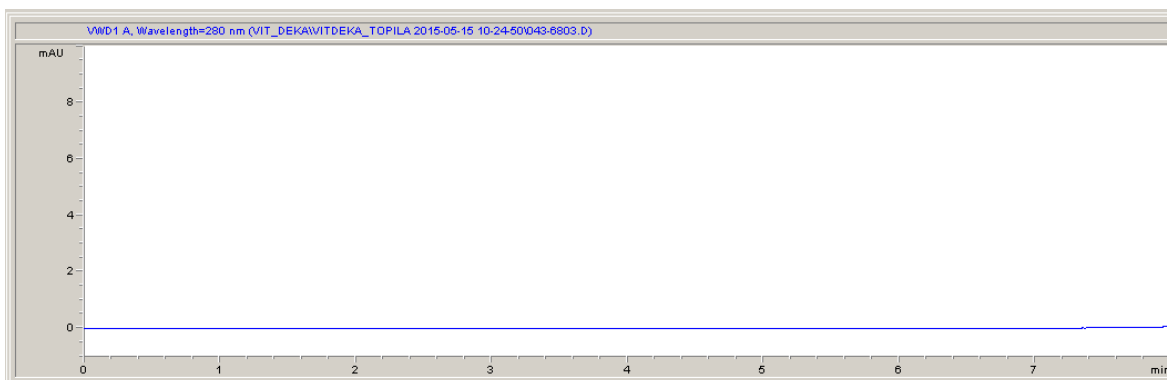 VWD1 A, Wavelength=280 nm (VIT_DEKA\VITDEKA_TOPILA 2015-05-15 10-24-50\043-6803.D)
mAU
8
6
4
2
0
0 1 2 3 4 5 6 7 min